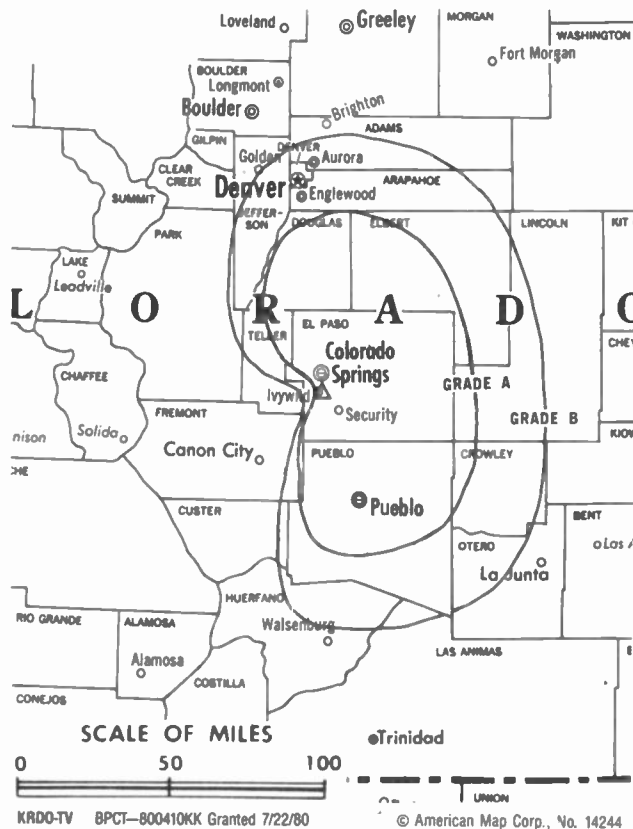 Loveland
Greeley
MORGAN
WASHINGTON
Fort Morgan
BOULDER
Longmont
Boulder
Brighton
ADAMS
GILPIN
DENVER
Golden
Aurora
CLEAR
CREEK
Denver
ARAPAHOE
Englewood
SUMMIT
JEFFER-
SON
DOUGLAS
ELBERT
LINCOLN
KIT
PARK
LAKE
Leadville
L O R A D O
TELLER
EL PASO
CHEY
Colorado
Springs
CHAFFEE
GRADE A
Ivywild
Security
GRADE B
FREMONT
Salida
nison
KIOW
Canon City
CHE
PUEBLO
CROWLEY
Pueblo
CUSTER
BENT
OTERO
Las A
La Junta
HUERFANO
RIO GRANDE
ALAMOSA
Walsenburg
LAS ANIMAS
Alamosa
COSTILLA
CONEJOS
SCALE OF MILES
Trinidad
0 50 100
UNION
KRDO-TV BPCT—800410KK Granted 7/22/80
© American Map Corp., No. 14244